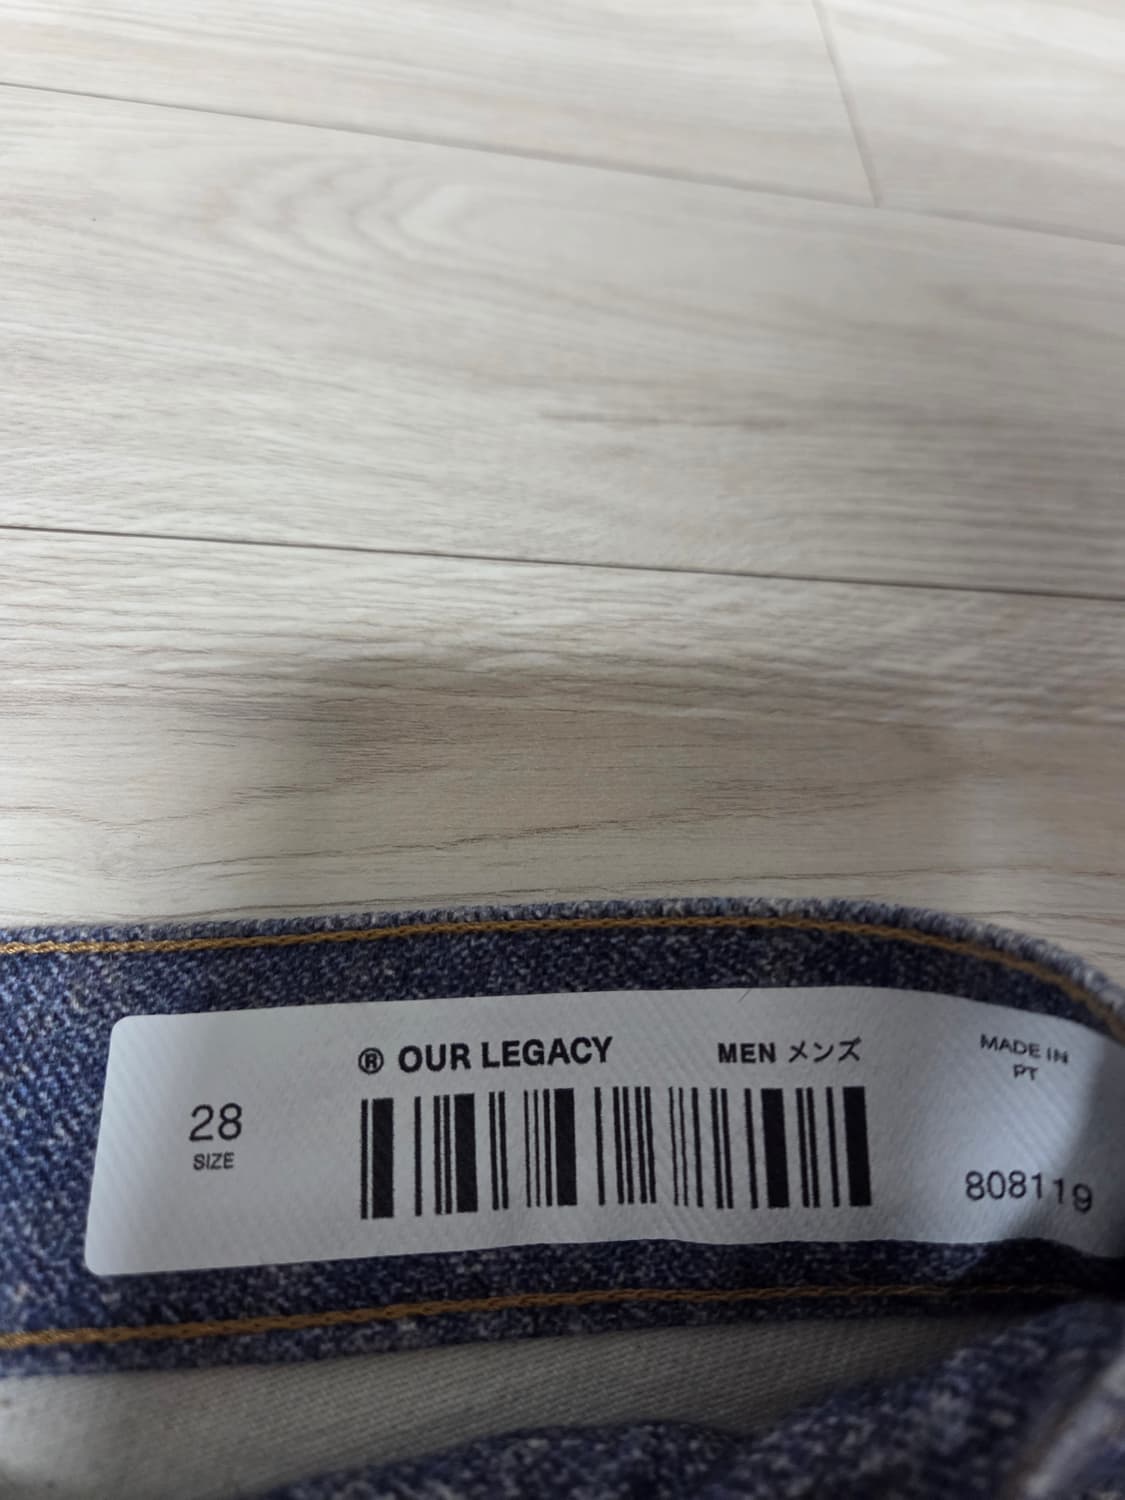 ® OUR LEGACY
MEN メンズ
MADE IN
PT
28
SIZE
808119